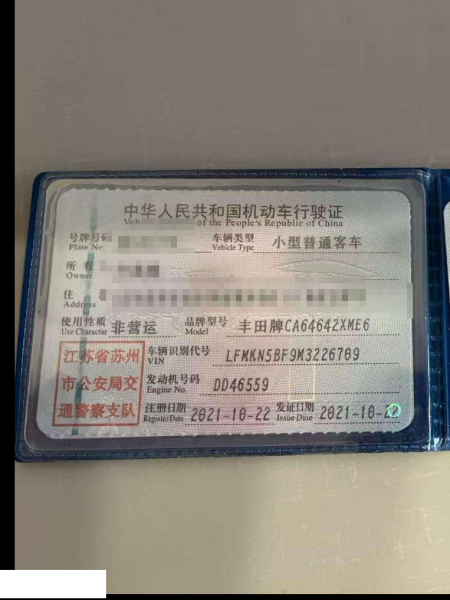 中华人民共和国机动车行驶证
of the People's Republic of China
号牌号码
Plate No
车辆类型 小型普通客车
Vehicle Type
所有
Owner
住
Address
使用性质 非营运 品牌型号 丰田牌CA64642XME6
Use Character Model
江苏省苏州
市公安局交
通警察支队
车辆识别代号 LFMKN5BF9M3226709
VIN
发动机号码 DD46559
Engine No.
注册日期 2021-10-22 发证日期 2021-10-22
Register Date Issue Date